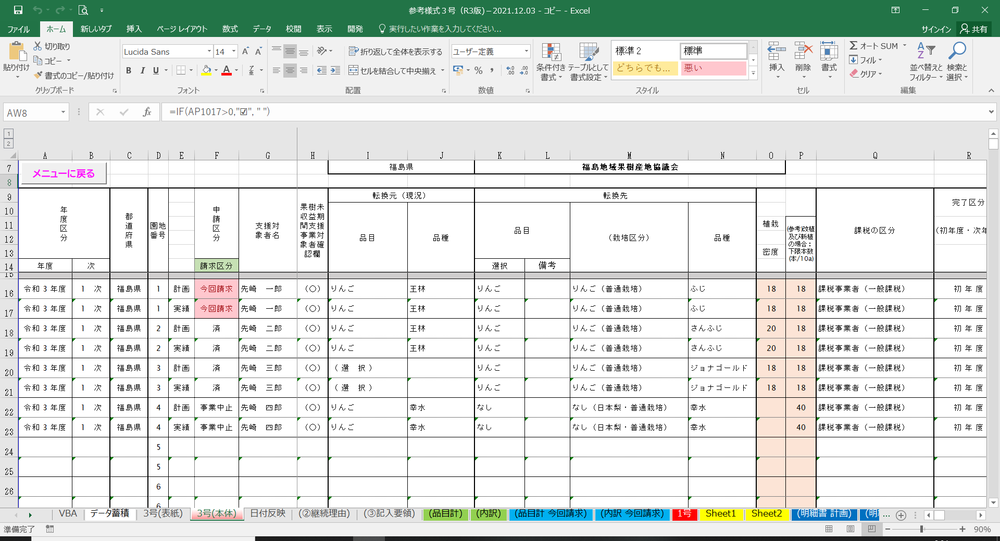 参考様式３号（R3版)－2021.12.03 - コピー - Excel
ファイル ホーム 新しいタブ 挿入 ページ レイアウト 数式 データ 校閲 表示 開発 実行したい作業を入力してください... サインイン 共有
貼り付け 切り取り コピー 書式のコピー/貼り付け
Lucida Sans 14
B I U A
折り返して全体を表示する
セルを結合して中央揃え
ユーザー定義
条件付き書式 テーブルとして書式設定
標準 2 標準
どちらでも... 悪い
挿入 削除 書式
オート SUM
フィル
クリア
並べ替えとフィルター 検索と選択
クリップボード フォント 配置 数値 スタイル セル 編集
AW8 fx =IF(AP1017>0,"☑", " ")
1
2
A B C D E F G H I J K L M N O P Q R
7 メニューに戻る 福島県 福島地域果樹産地協議会
8
9 年度区分 都道府県 園地番号 申請区分 支援対象者名 果樹未収益期間支援事業対象者確認欄 転換元（現況） 転換先
10 完了区分
11 品目 品種 品目 （栽培区分） 品種 植栽 (参考)改植及び新植の場合：下限本数(本/10a) 課税の区分 （初年度・次年
12
13 密度
14 年度 次 請求区分 選択 備考
15
16 令和 3 年度 1 次 福島県 1 計画 今回請求 先崎 一郎 （〇） りんご 王林 りんご りんご（普通栽培） ふじ 18 18 課税事業者（一般課税） 初 年 度
17 令和 3 年度 1 次 福島県 1 実績 今回請求 先崎 一郎 （〇） りんご 王林 りんご りんご（普通栽培） ふじ 18 18 課税事業者（一般課税） 初 年 度
18 令和 3 年度 1 次 福島県 2 計画 済 先崎 二郎 （〇） りんご 王林 りんご りんご（普通栽培） さんふじ 20 18 課税事業者（一般課税） 初 年 度
19 令和 3 年度 1 次 福島県 2 実績 済 先崎 二郎 （〇） りんご 王林 りんご りんご（普通栽培） さんふじ 20 18 課税事業者（一般課税） 初 年 度
20 令和 3 年度 1 次 福島県 3 計画 済 先崎 三郎 （〇） （ 選 択 ） りんご りんご（普通栽培） ジョナゴールド 18 18 課税事業者（一般課税） 初 年 度
21 令和 3 年度 1 次 福島県 3 実績 済 先崎 三郎 （〇） （ 選 択 ） りんご りんご（普通栽培） ジョナゴールド 18 18 課税事業者（一般課税） 初 年 度
22 令和 3 年度 1 次 福島県 4 計画 事業中止 先崎 四郎 （〇） りんご 幸水 なし なし（日本梨・普通栽培） 幸水 40 課税事業者（一般課税） 初 年 度
23 令和 3 年度 1 次 福島県 4 実績 事業中止 先崎 四郎 （〇） りんご 幸水 なし なし（日本梨・普通栽培） 幸水 40 課税事業者（一般課税） 初 年 度
24 5
25 5
26 6
6
VBA データ蓄積 3号(表紙) 3号(本体) 日付反映 (②継続理由) (③記入要領) (品目計) (内訳) (品目計 今回請求) (内訳 今回請求) 1号 Sheet1 Sheet2 (明細書 計画) (明 ...
準備完了 90%